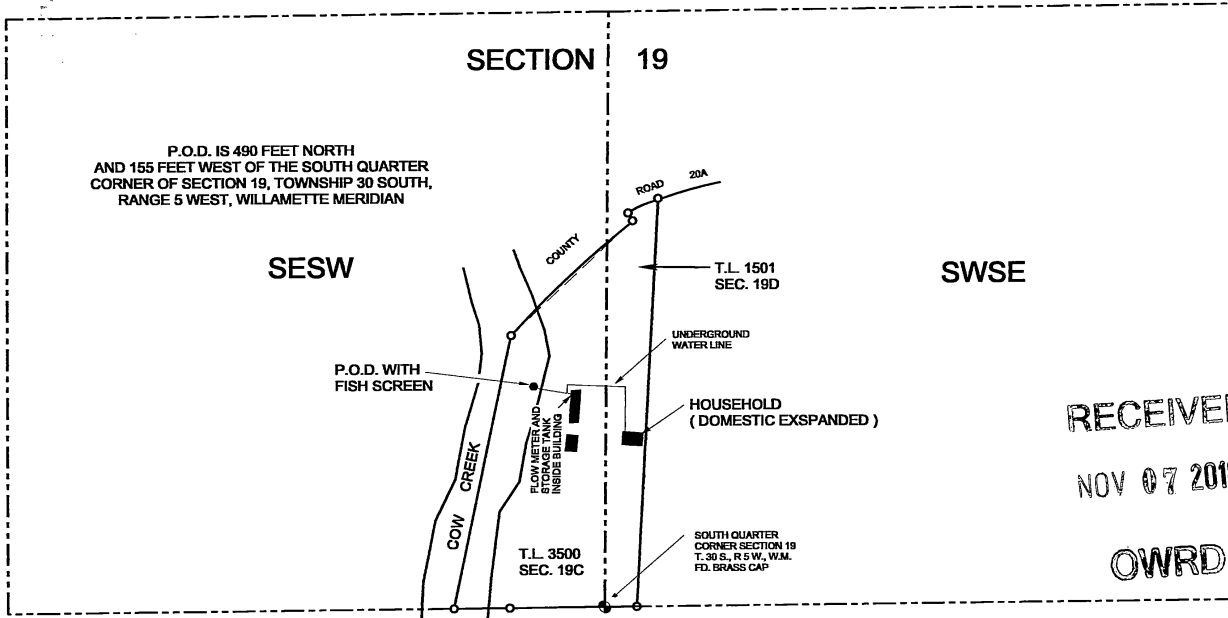 SECTION 19
P.O.D. IS 490 FEET NORTH
AND 155 FEET WEST OF THE SOUTH QUARTER
CORNER OF SECTION 19, TOWNSHIP 30 SOUTH,
RANGE 5 WEST, WILLAMETTE MERIDIAN
ROAD 20A
COUNTY
SESW
T.L. 1501
SEC. 19D
SWSE
UNDERGROUND
WATER LINE
P.O.D. WITH
FISH SCREEN
HOUSEHOLD
( DOMESTIC EXSPANDED )
FLOW METER AND
STORAGE TANK
INSIDE BUILDING
COW CREEK
T.L. 3500
SEC. 19C
SOUTH QUARTER
CORNER SECTION 19
T. 30 S., R 5 W., W.M.
FD. BRASS CAP
RECEIVE
NOV 07 201
OWRD